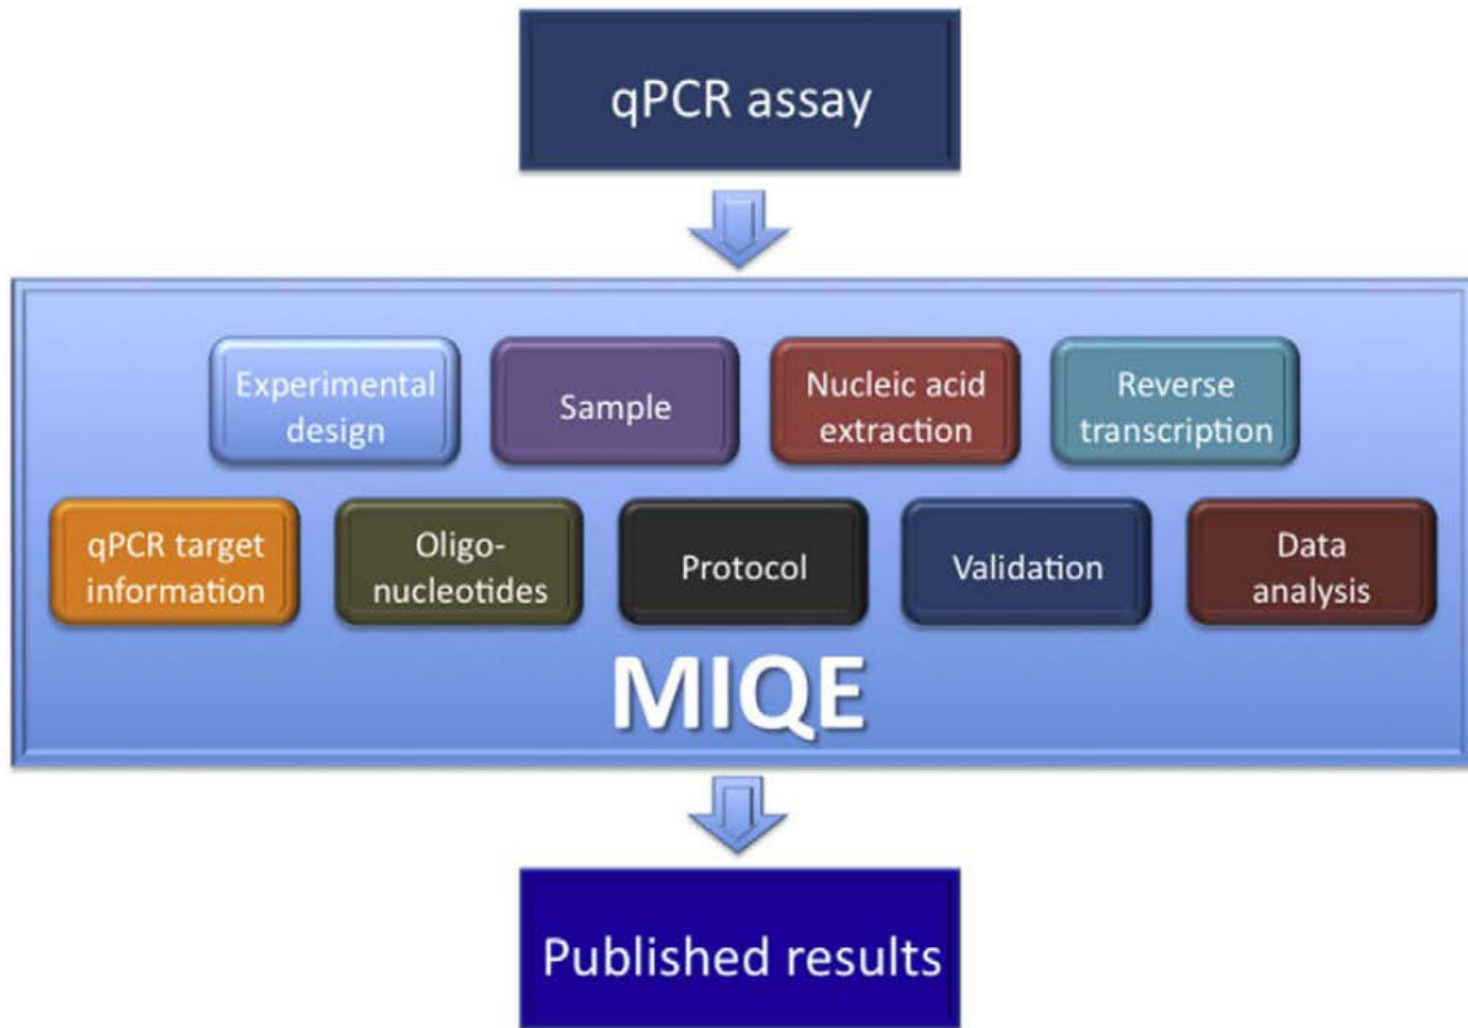 qPCR assay
Experimental
design
Sample
Nucleic acid
extraction
Reverse
transcription
qPCR target
information
Oligo-
nucleotides
Protocol
Validation
Data
analysis
MIQE
Published results